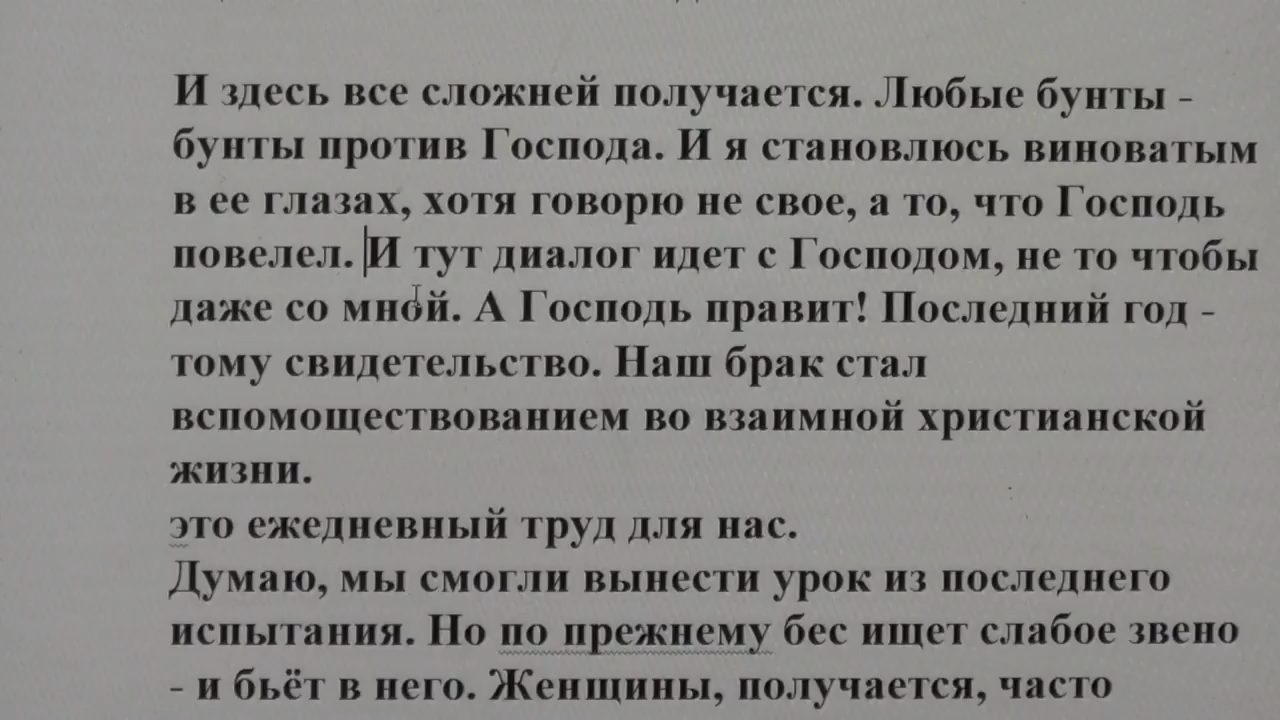 И здесь все сложней получается. Любые бунты -
бунты против Господа. И я становлюсь виноватым
в ее глазах, хотя говорю не свое, а то, что Господь
повелел. И тут диалог идет с Господом, не то чтобы
даже со мной. А Господь правит! Последний год -
тому свидетельство. Наш брак стал
вспомоществованием во взаимной христианской
жизни.
это ежедневный труд для нас.
Думаю, мы смогли вынести урок из последнего
испытания. Но по прежнему бес ищет слабое звено
- и бьёт в него. Женщины, получается, часто